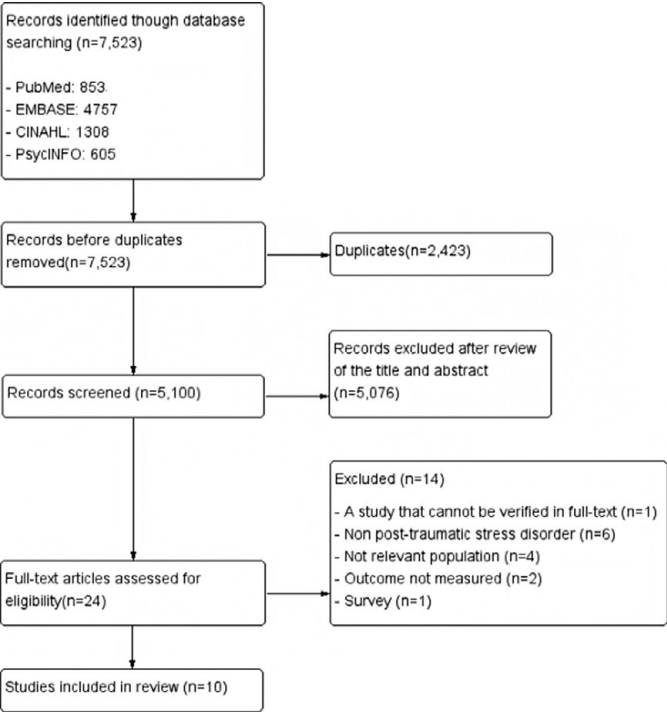 Records identified though database
searching (n=7,523)
- PubMed: 853
- EMBASE: 4757
- CINAHL: 1308
- PsycINFO: 605
Records before duplicates
removed(n=7,523)
Duplicates(n=2,423)
Records screened (n=5,100)
Records excluded after review
of the title and abstract
(n=5,076)
Full-text articles assessed for
eligibility(n=24)
Excluded (n=14)
- A study that cannot be verified in full-text (n=1)
- Non post-traumatic stress disorder (n=6)
- Not relevant population (n=4)
- Outcome not measured (n=2)
- Survey (n=1)
Studies included in review (n=10)